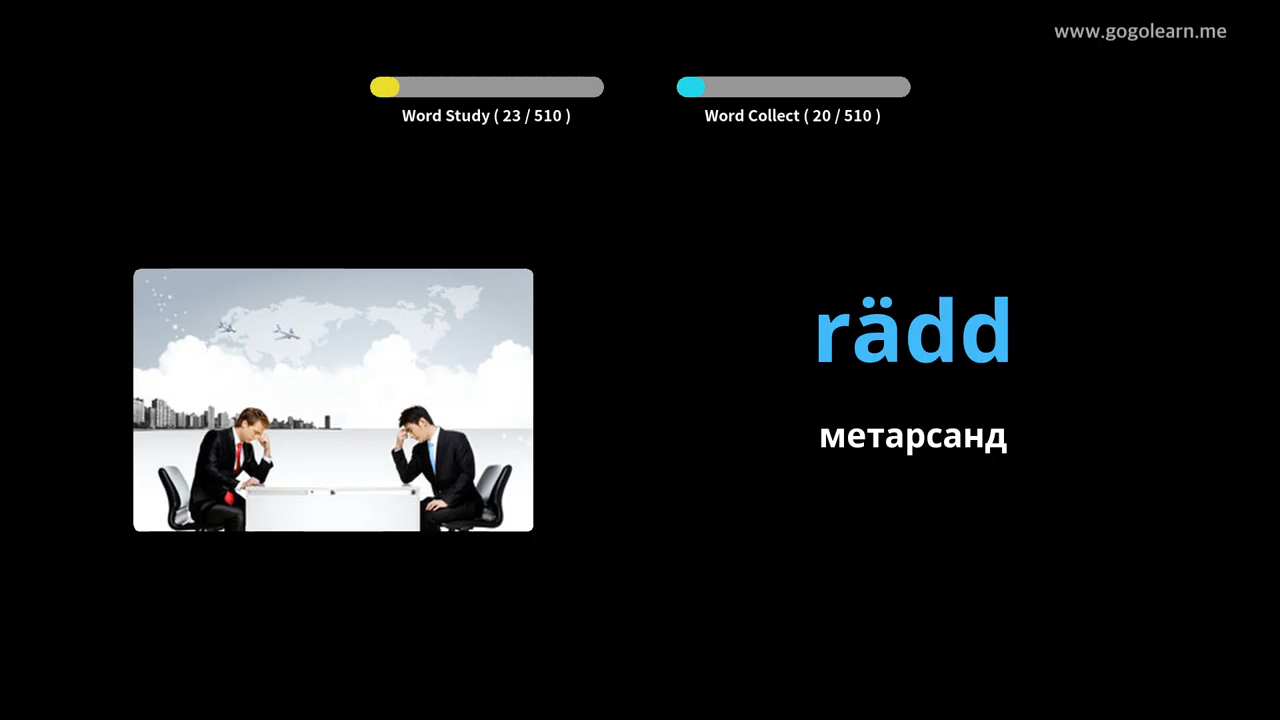 www.gogolearn.me
Word Study ( 23 / 510 )
Word Collect ( 20 / 510 )
rädd
метарсанд